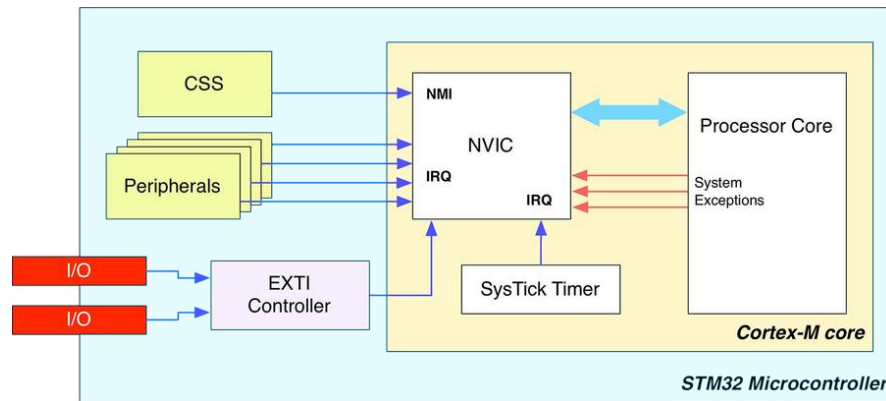 CSS
NMI
NVIC
Processor Core
Peripherals
IRQ
IRQ
System
Exceptions
I/O
EXTI
Controller
SysTick Timer
I/O
Cortex-M core
STM32 Microcontroller